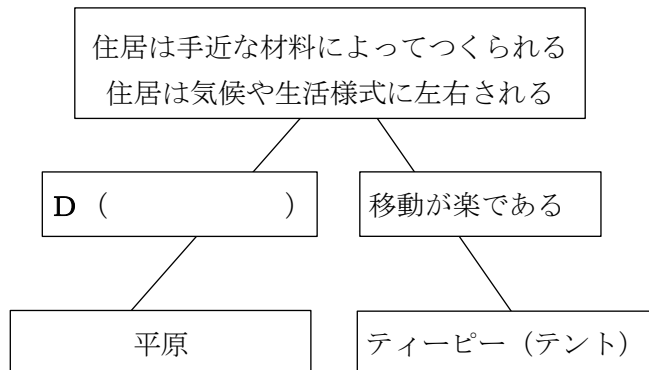 住居は手近な材料によってつくられる
住居は気候や生活様式に左右される
D（　　　　　　　）
移動が楽である
平原
ティーピー（テント）